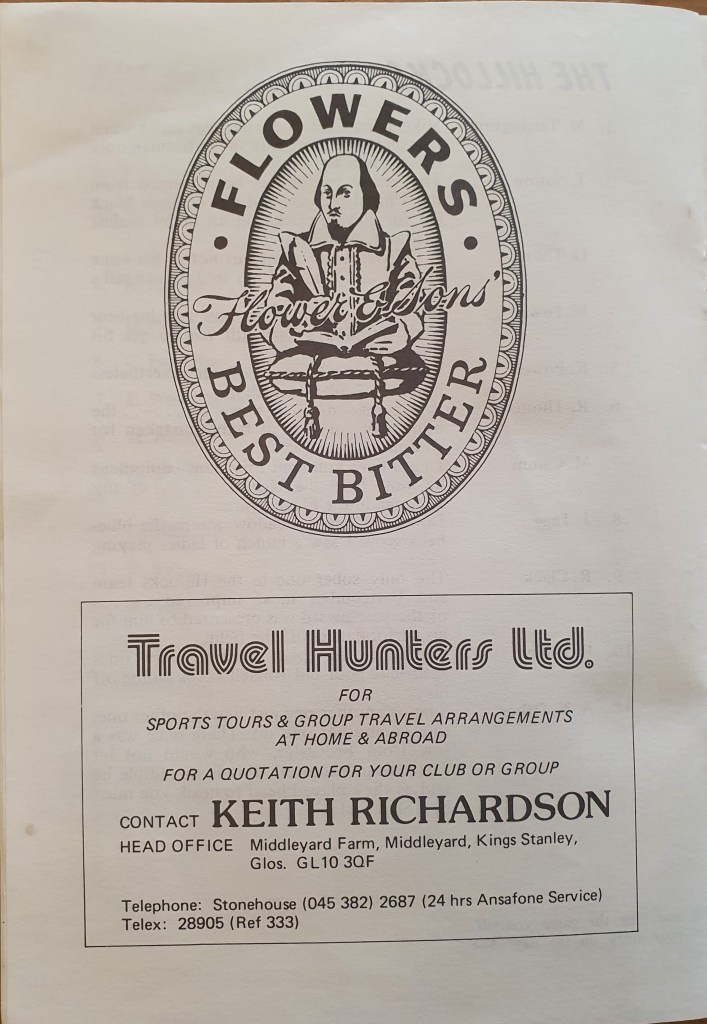 FLOWERS
Flower & Sons'
BEST BITTER
Travel Hunters Ltd.
FOR
SPORTS TOURS & GROUP TRAVEL ARRANGEMENTS
AT HOME & ABROAD
FOR A QUOTATION FOR YOUR CLUB OR GROUP
CONTACT KEITH RICHARDSON
HEAD OFFICE Middleyard Farm, Middleyard, Kings Stanley,
Glos. GL10 3QF
Telephone: Stonehouse (045 382) 2687 (24 hrs Ansafone Service)
Telex: 28905 (Ref 333)